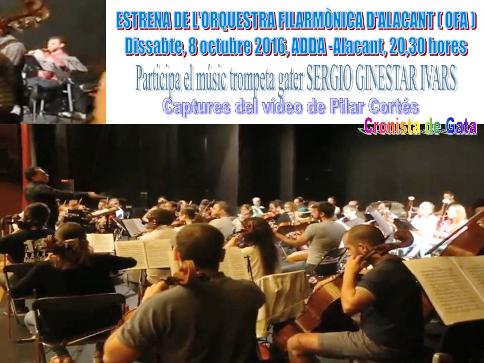 ESTRENA DE L'ORQUESTRA FILARMÒNICA D'ALACANT ( OFA )
Dissabte, 8 octubre 2016, ADDA -Alacant, 20,30 hores
Participa el músic trompeta gater SERGIO GINESTAR IVARS
Captures del vídeo de Pilar Cortés
Cronista de Gata